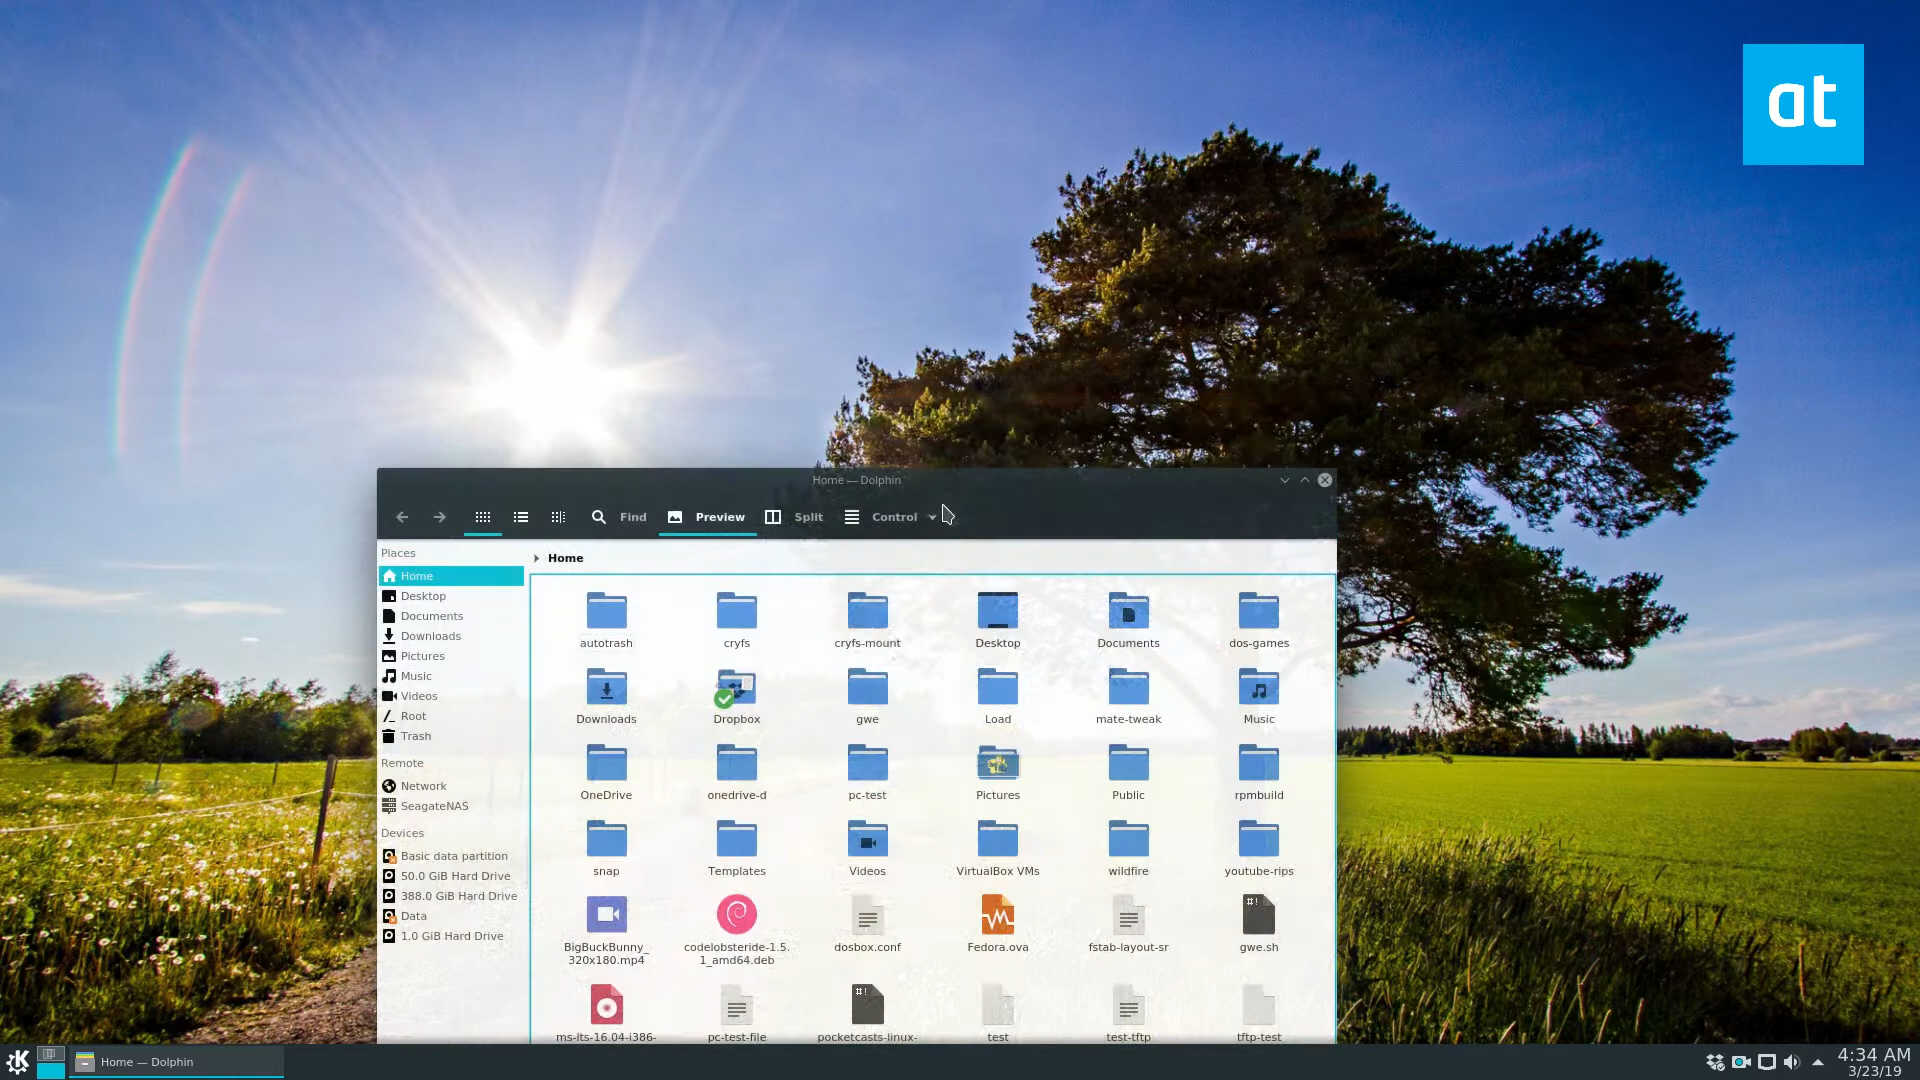 at
Home — Dolphin
Find
Preview
Split
Control
Places
Home
Desktop
Documents
Downloads
Pictures
Music
Videos
Root
Trash
Remote
Network
SeagateNAS
Devices
Basic data partition
50.0 GiB Hard Drive
388.0 GiB Hard Drive
Data
1.0 GiB Hard Drive
Home
autotrash
cryfs
cryfs-mount
Desktop
Documents
dos-games
Downloads
Dropbox
gwe
Load
mate-tweak
Music
OneDrive
onedrive-d
pc-test
Pictures
Public
rpmbuild
snap
Templates
Videos
VirtualBox VMs
wildfire
youtube-rips
BigBuckBunny_
320x180.mp4
codelobsteride-1.5.
1_amd64.deb
dosbox.conf
Fedora.ova
fstab-layout-sr
#!
gwe.sh
ms-lts-16.04-i386-
pc-test-file
#!
pocketcasts-linux-
test
test-tftp
tftp-test
Home — Dolphin
4:34 AM
3/23/19